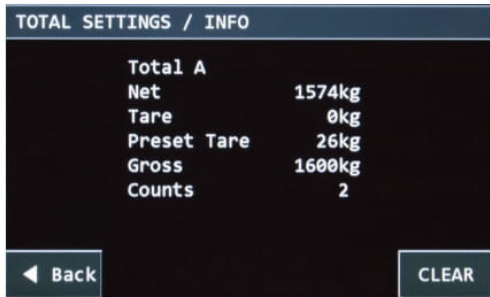 TOTAL SETTINGS / INFO
Total A
Net 1574kg
Tare 0kg
Preset Tare 26kg
Gross 1600kg
Counts 2
◀ Back
CLEAR